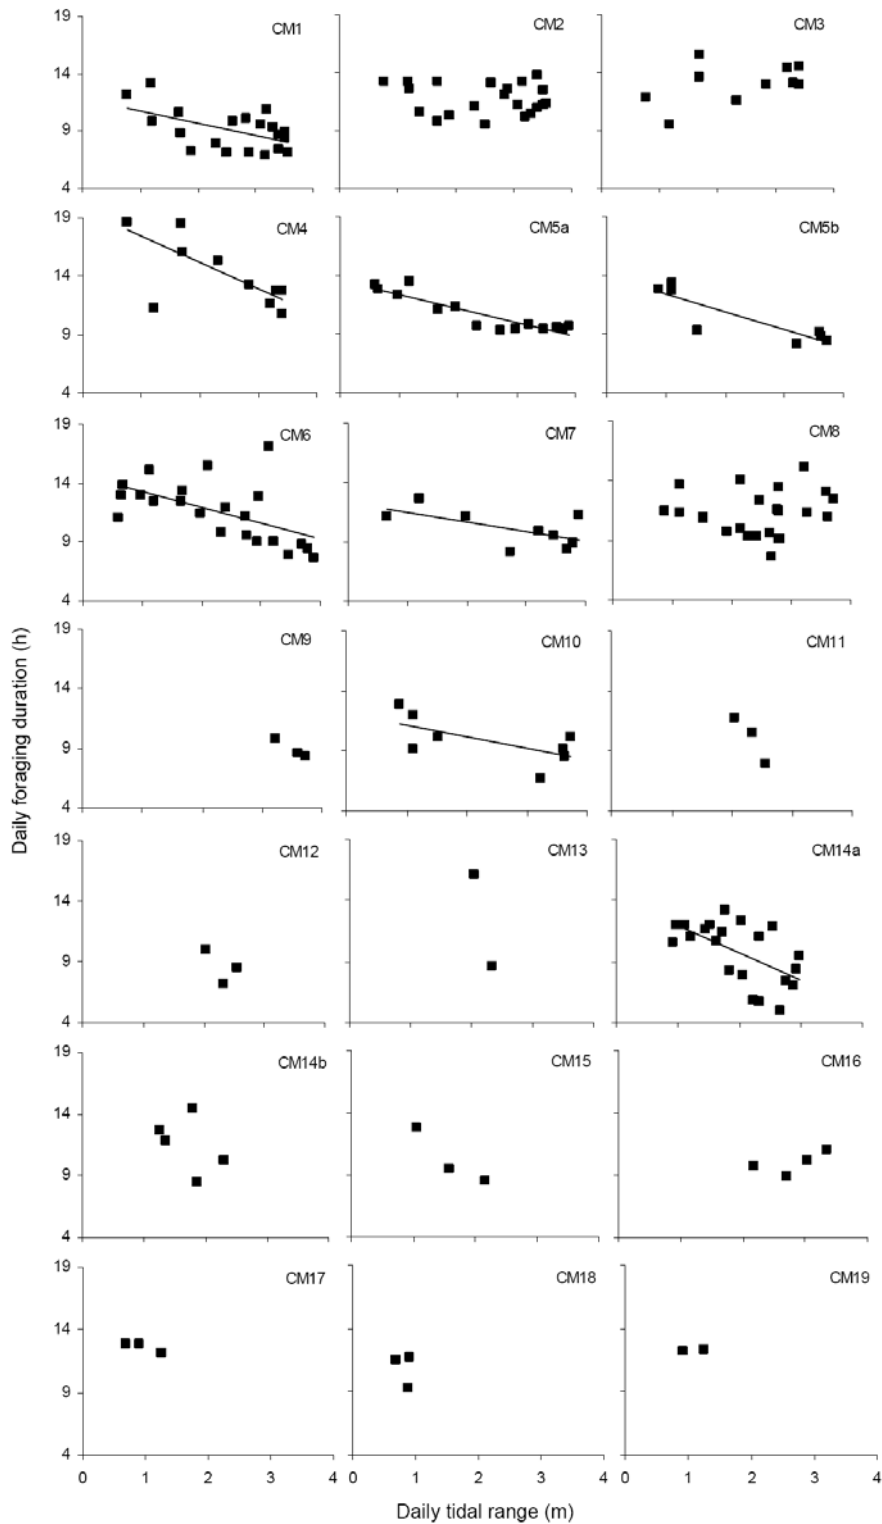 19
CM1
CM2
CM3
14
9
4
19
CM4
CM5a
CM5b
14
9
4
19
CM6
CM7
CM8
14
9
4
19
CM9
CM10
CM11
14
9
4
19
CM12
CM13
CM14a
14
9
4
19
CM14b
CM15
CM16
14
9
4
19
CM17
CM18
CM19
14
9
4
0 1 2 3 4 0 1 2 3 4 0 1 2 3 4
Daily foraging duration (h)
Daily tidal range (m)